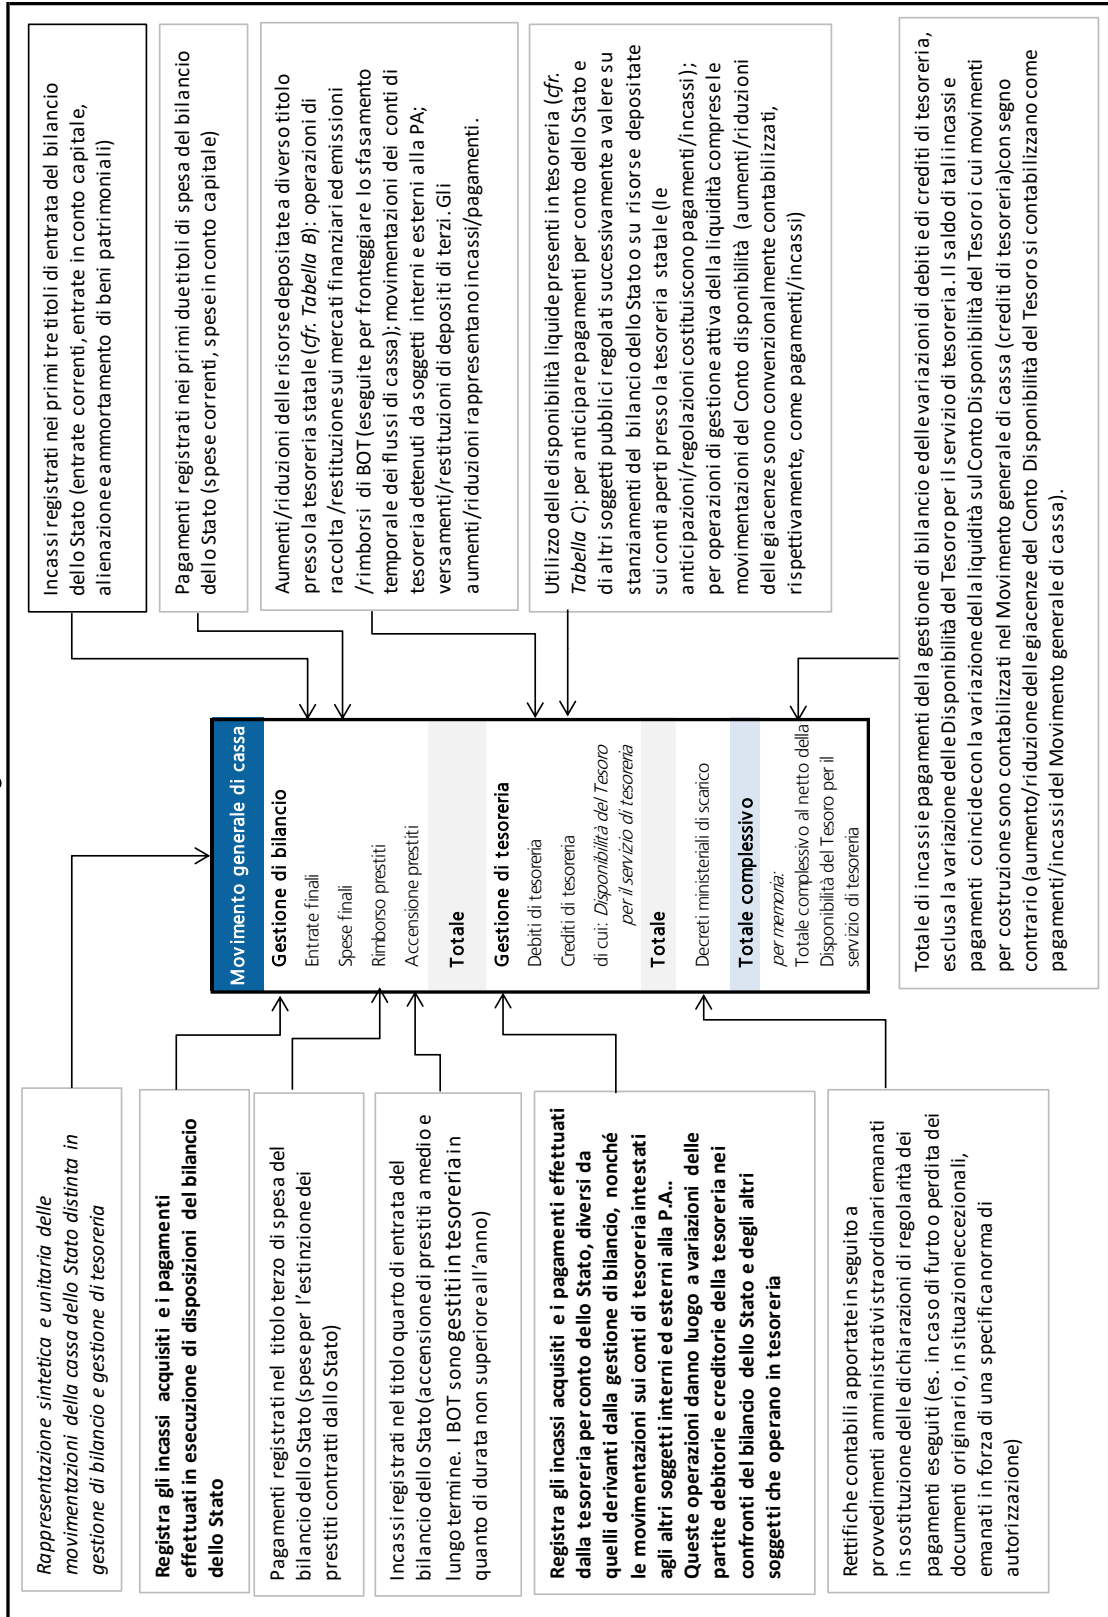 Rappresentazione sintetica e unitaria delle
movimentazioni della cassa dello Stato distinta in
gestione di bilancio e gestione di tesoreria
Registra gli incassi acquisiti e i pagamenti
effettuati in esecuzione di disposizioni del bilancio
dello Stato
Pagamenti registrati nel titolo terzo di spesa del
bilancio dello Stato (spese per l'estinzione dei
prestiti contratti dallo Stato)
Incassi registrati nel titolo quarto di entrata del
bilancio dello Stato (accensione di prestiti a medio e
lungo termine. I BOT sono gestiti in tesoreria in
quanto di durata non superiore all'anno)
Registra gli incassi acquisiti e i pagamenti effettuati
dalla tesoreria per conto dello Stato, diversi da
quelli derivanti dalla gestione di bilancio, nonché
le movimentazioni sui conti di tesoreria intestati
agli altri soggetti interni ed esterni alla P.A..
Queste operazioni danno luogo a variazioni delle
partite debitorie e creditorie della tesoreria nei
confronti del bilancio dello Stato e degli altri
soggetti che operano in tesoreria
Rettifiche contabili apportate in seguito a
provvedimenti amministrativi straordinari emanati
in sostituzione delle dichiarazioni di regolarità dei
pagamenti eseguiti (es. in caso di furto o perdita dei
documenti originario, in situazioni eccezionali,
emanati in forza di una specifica norma di
autorizzazione)
Movimento generale di cassa
Gestione di bilancio
Entrate finali
Spese finali
Rimborso prestiti
Accensione prestiti
Totale
Gestione di tesoreria
Debiti di tesoreria
Crediti di tesoreria
di cui: Disponibilità del Tesoro
per il servizio di tesoreria
Totale
Decreti ministeriali di scarico
Totale complessivo
per memoria:
Totale complessivo al netto della
Disponibilità del Tesoro per il
servizio di tesoreria
Incassi registrati nei primi tre titoli di entrata del bilancio
dello Stato (entrate correnti, entrate in conto capitale,
alienazione e ammortamento di beni patrimoniali)
Pagamenti registrati nei primi due titoli di spesa del bilancio
dello Stato (spese correnti, spese in conto capitale)
Aumenti/riduzioni delle risorse depositate a diverso titolo
presso la tesoreria statale (cfr. Tabella B): operazioni di
raccolta /restituzione sui mercati finanziari ed emissioni
/rimborsi di BOT (eseguite per fronteggiare lo sfasamento
temporale dei flussi di cassa); movimentazioni dei conti di
tesoreria detenuti da soggetti interni e esterni alla PA;
versamenti/restituzioni di depositi di terzi. Gli
aumenti/riduzioni rappresentano incassi/pagamenti.
Utilizzo delle disponibilità liquide presenti in tesoreria (cfr.
Tabella C): per anticipare pagamenti per conto dello Stato e
di altri soggetti pubblici regolati successivamente a valere su
stanziamenti del bilancio dello Stato o su risorse depositate
sui conti aperti presso la tesoreria statale (le
anticipazioni/regolazioni costituiscono pagamenti/incassi);
per operazioni di gestione attiva della liquidità comprese le
movimentazioni del Conto disponibilità (aumenti/riduzioni
delle giacenze sono convenzionalmente contabilizzati,
rispettivamente, come pagamenti/incassi)
Totale di incassi e pagamenti della gestione di bilancio e delle variazioni di debiti e di crediti di tesoreria,
esclusa la variazione delle Disponibilità del Tesoro per il servizio di tesoreria. Il saldo di tali incassi e
pagamenti coincide con la variazione della liquidità sul Conto Disponibilità del Tesoro i cui movimenti
per costruzione sono contabilizzati nel Movimento generale di cassa (crediti di tesoreria)con segno
contrario (aumento/riduzione delle giacenze del Conto Disponibilità del Tesoro si contabilizzano come
pagamenti/incassi del Movimento generale di cassa).